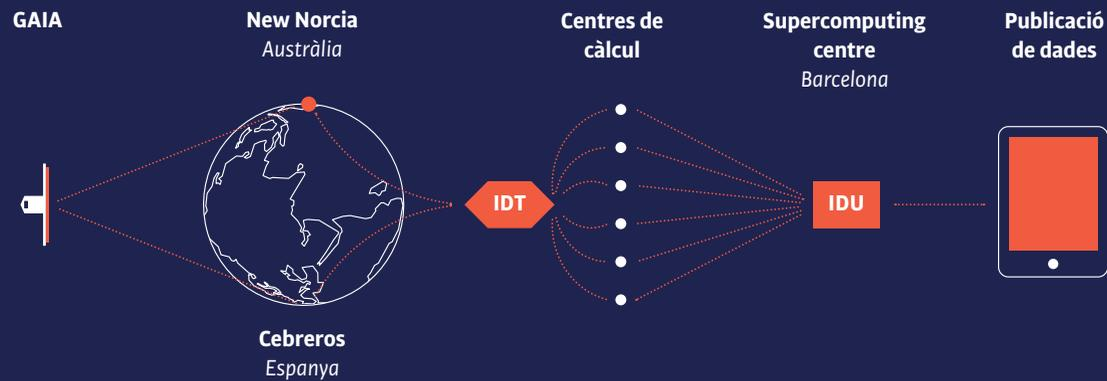 GAIA
New Norcia
Austràlia
Centres de
càlcul
Supercomputing
centre
Barcelona
Publicació
de dades
IDT
IDU
Cebreros
Espanya